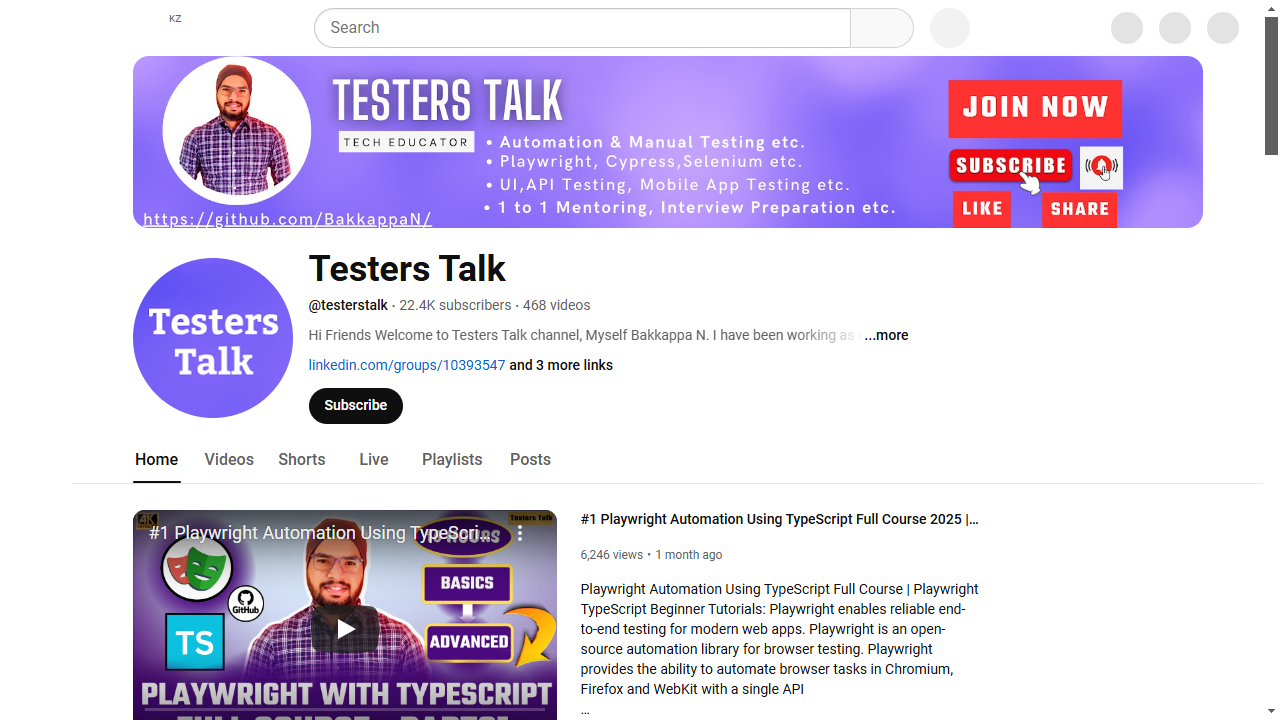 KZ
Search
TESTERS TALK
TECH EDUCATOR
• Automation & Manual Testing etc.
• Playwright, Cypress,Selenium etc.
• UI,API Testing, Mobile App Testing etc.
• 1 to 1 Mentoring, Interview Preparation etc.
https://github.com/BakkappaN/
JOIN NOW
SUBSCRIBE
LIKE
SHARE
Testers
Talk
Testers Talk
@testerstalk · 22.4K subscribers · 468 videos
Hi Friends Welcome to Testers Talk channel, Myself Bakkappa N. I have been working as ...more
linkedin.com/groups/10393547 and 3 more links
Subscribe
Home
Videos
Shorts
Live
Playlists
Posts
4K
Testers Talk
#1 Playwright Automation Using TypeScri...
HOURS
BASICS
GitHub
TS
ADVANCED
PLAYWRIGHT WITH TYPESCRIPT
FULL COURSE
#1 Playwright Automation Using TypeScript Full Course 2025 |...
6,246 views • 1 month ago
Playwright Automation Using TypeScript Full Course | Playwright
TypeScript Beginner Tutorials: Playwright enables reliable end-
to-end testing for modern web apps. Playwright is an open-
source automation library for browser testing. Playwright
provides the ability to automate browser tasks in Chromium,
Firefox and WebKit with a single API
...